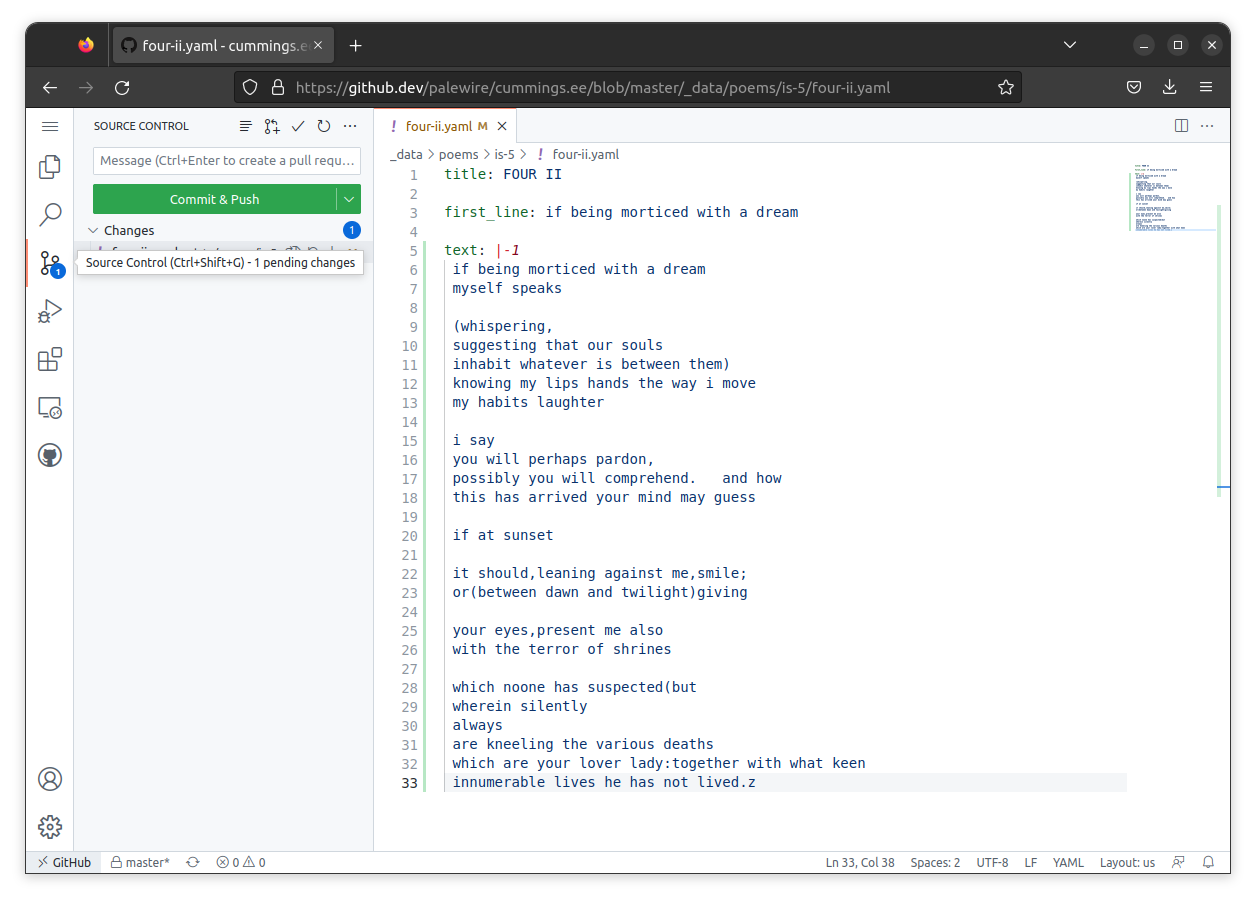 four-ii.yaml - cummings.e
https://github.dev/palewire/cummings.ee/blob/master/_data/poems/is-5/four-ii.yaml
SOURCE CONTROL
Message (Ctrl+Enter to create a pull requ...
Commit & Push
Changes
1
1
Source Control (Ctrl+Shift+G) - 1 pending changes
! four-ii.yaml M
_data > poems > is-5 > ! four-ii.yaml
1 title: FOUR II
2
3 first_line: if being morticed with a dream
4
5 text: |-1
6 if being morticed with a dream
7 myself speaks
8
9 (whispering,
10 suggesting that our souls
11 inhabit whatever is between them)
12 knowing my lips hands the way i move
13 my habits laughter
14
15 i say
16 you will perhaps pardon,
17 possibly you will comprehend.   and how
18 this has arrived your mind may guess
19
20 if at sunset
21
22 it should,leaning against me,smile;
23 or(between dawn and twilight)giving
24
25 your eyes,present me also
26 with the terror of shrines
27
28 which noone has suspected(but
29 wherein silently
30 always
31 are kneeling the various deaths
32 which are your lover lady:together with what keen
33 innumerable lives he has not lived.z
GitHub master* 0 0 Ln 33, Col 38 Spaces: 2 UTF-8 LF YAML Layout: us